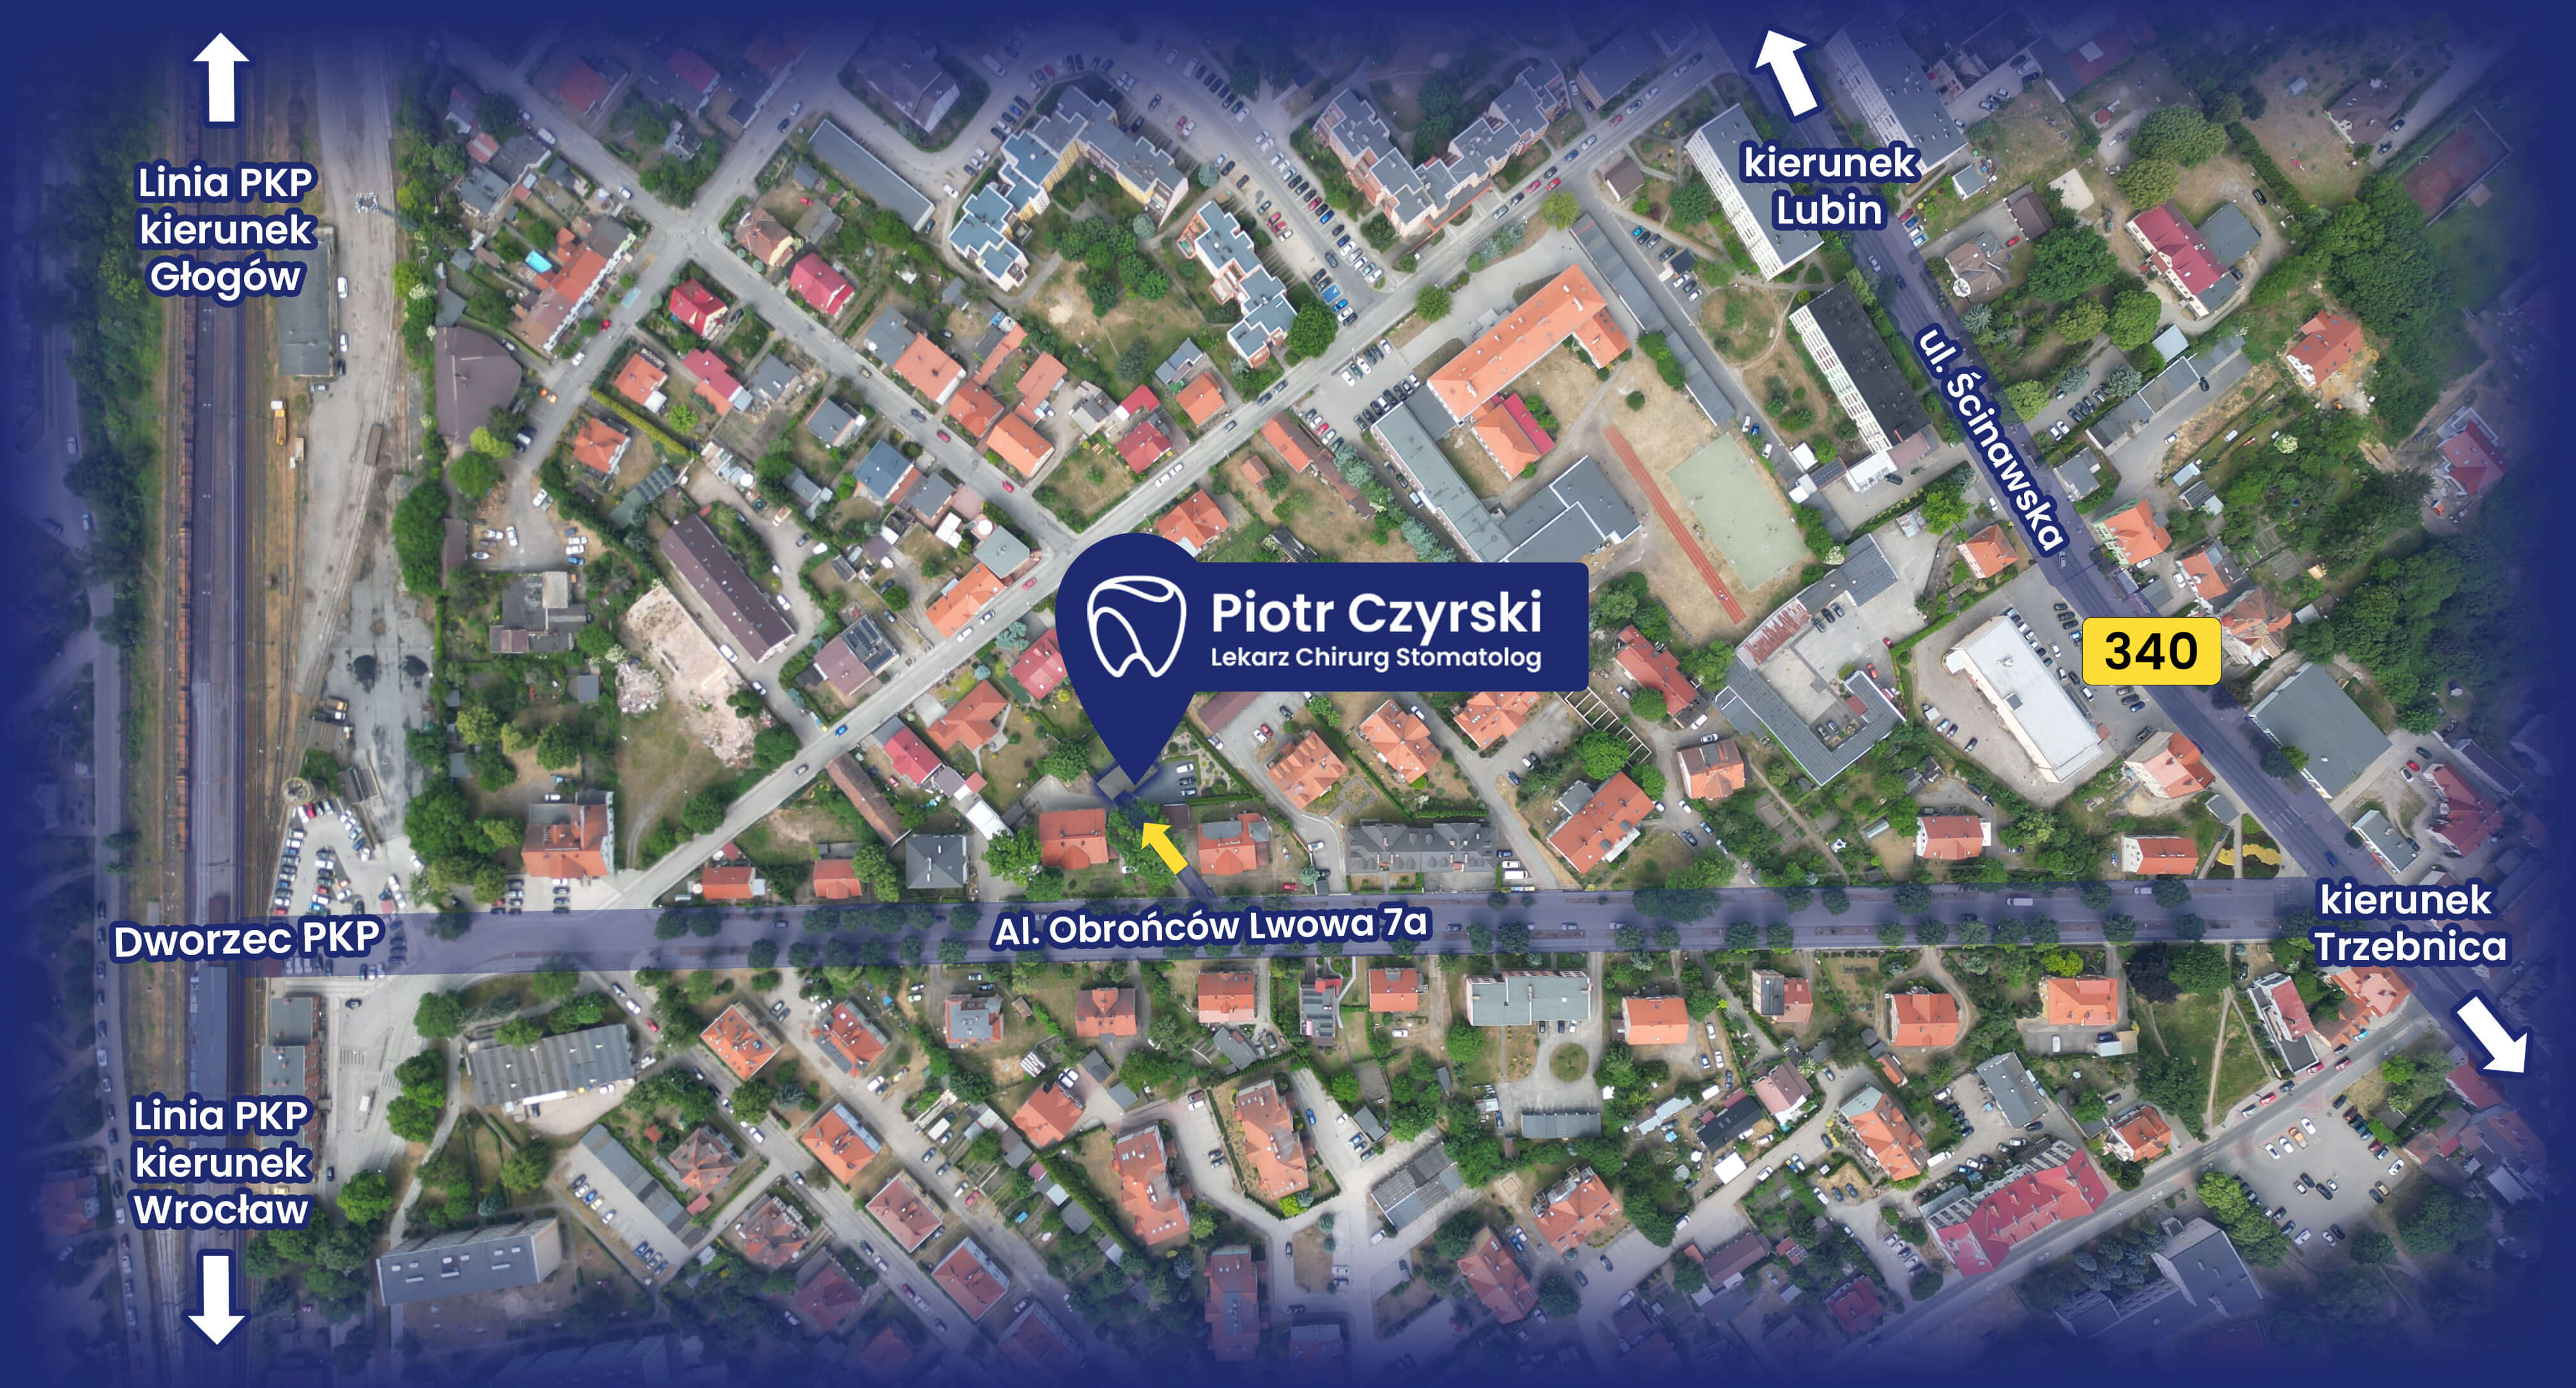 Linia PKP
kierunek
Głogów
kierunek
Lubin
ul. Ścinawska
Piotr Czyrski
Lekarz Chirurg Stomatolog
340
Dworzec PKP
Al. Obrońców Lwowa 7a
kierunek
Trzebnica
Linia PKP
kierunek
Wrocław